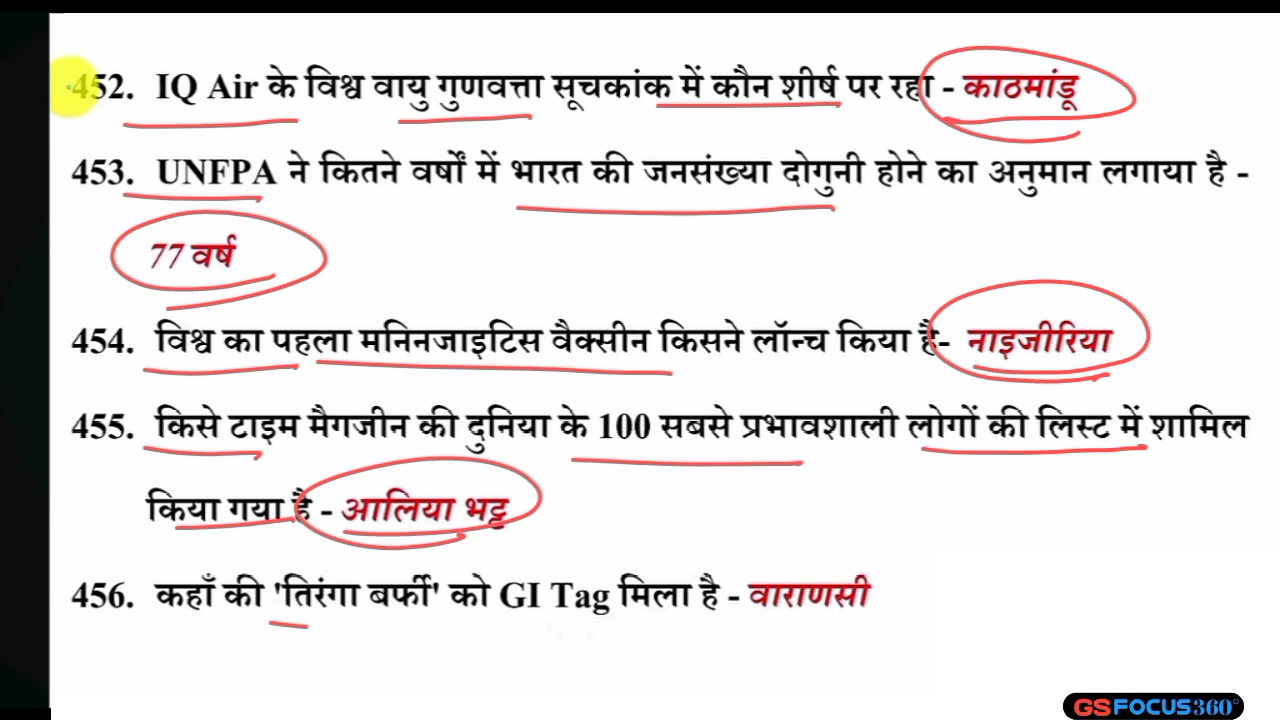 452. IQ Air के विश्व वायु गुणवत्ता सूचकांक में कौन शीर्ष पर रहा - काठमांडू
453. UNFPA ने कितने वर्षों में भारत की जनसंख्या दोगुनी होने का अनुमान लगाया है -
77 वर्ष
454. विश्व का पहला मनिनजाइटिस वैक्सीन किसने लॉन्च किया है- नाइजीरिया
455. किसे टाइम मैगजीन की दुनिया के 100 सबसे प्रभावशाली लोगों की लिस्ट में शामिल
किया गया है - आलिया भट्ट
456. कहाँ की 'तिरंगा बर्फी' को GI Tag मिला है - वाराणसी
GSFOCUS360°